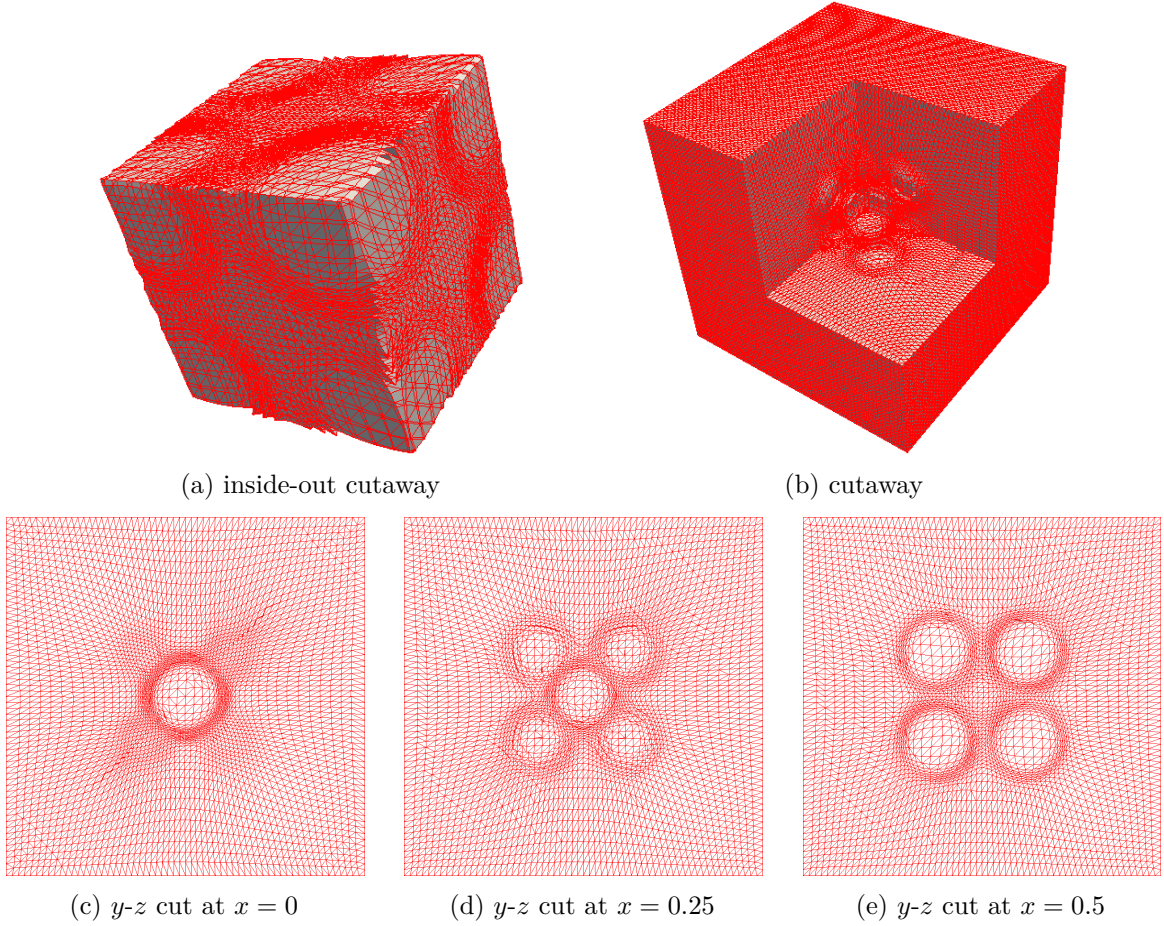 (a) inside-out cutaway
(b) cutaway
(c) y-z cut at x = 0
(d) y-z cut at x = 0.25
(e) y-z cut at x = 0.5